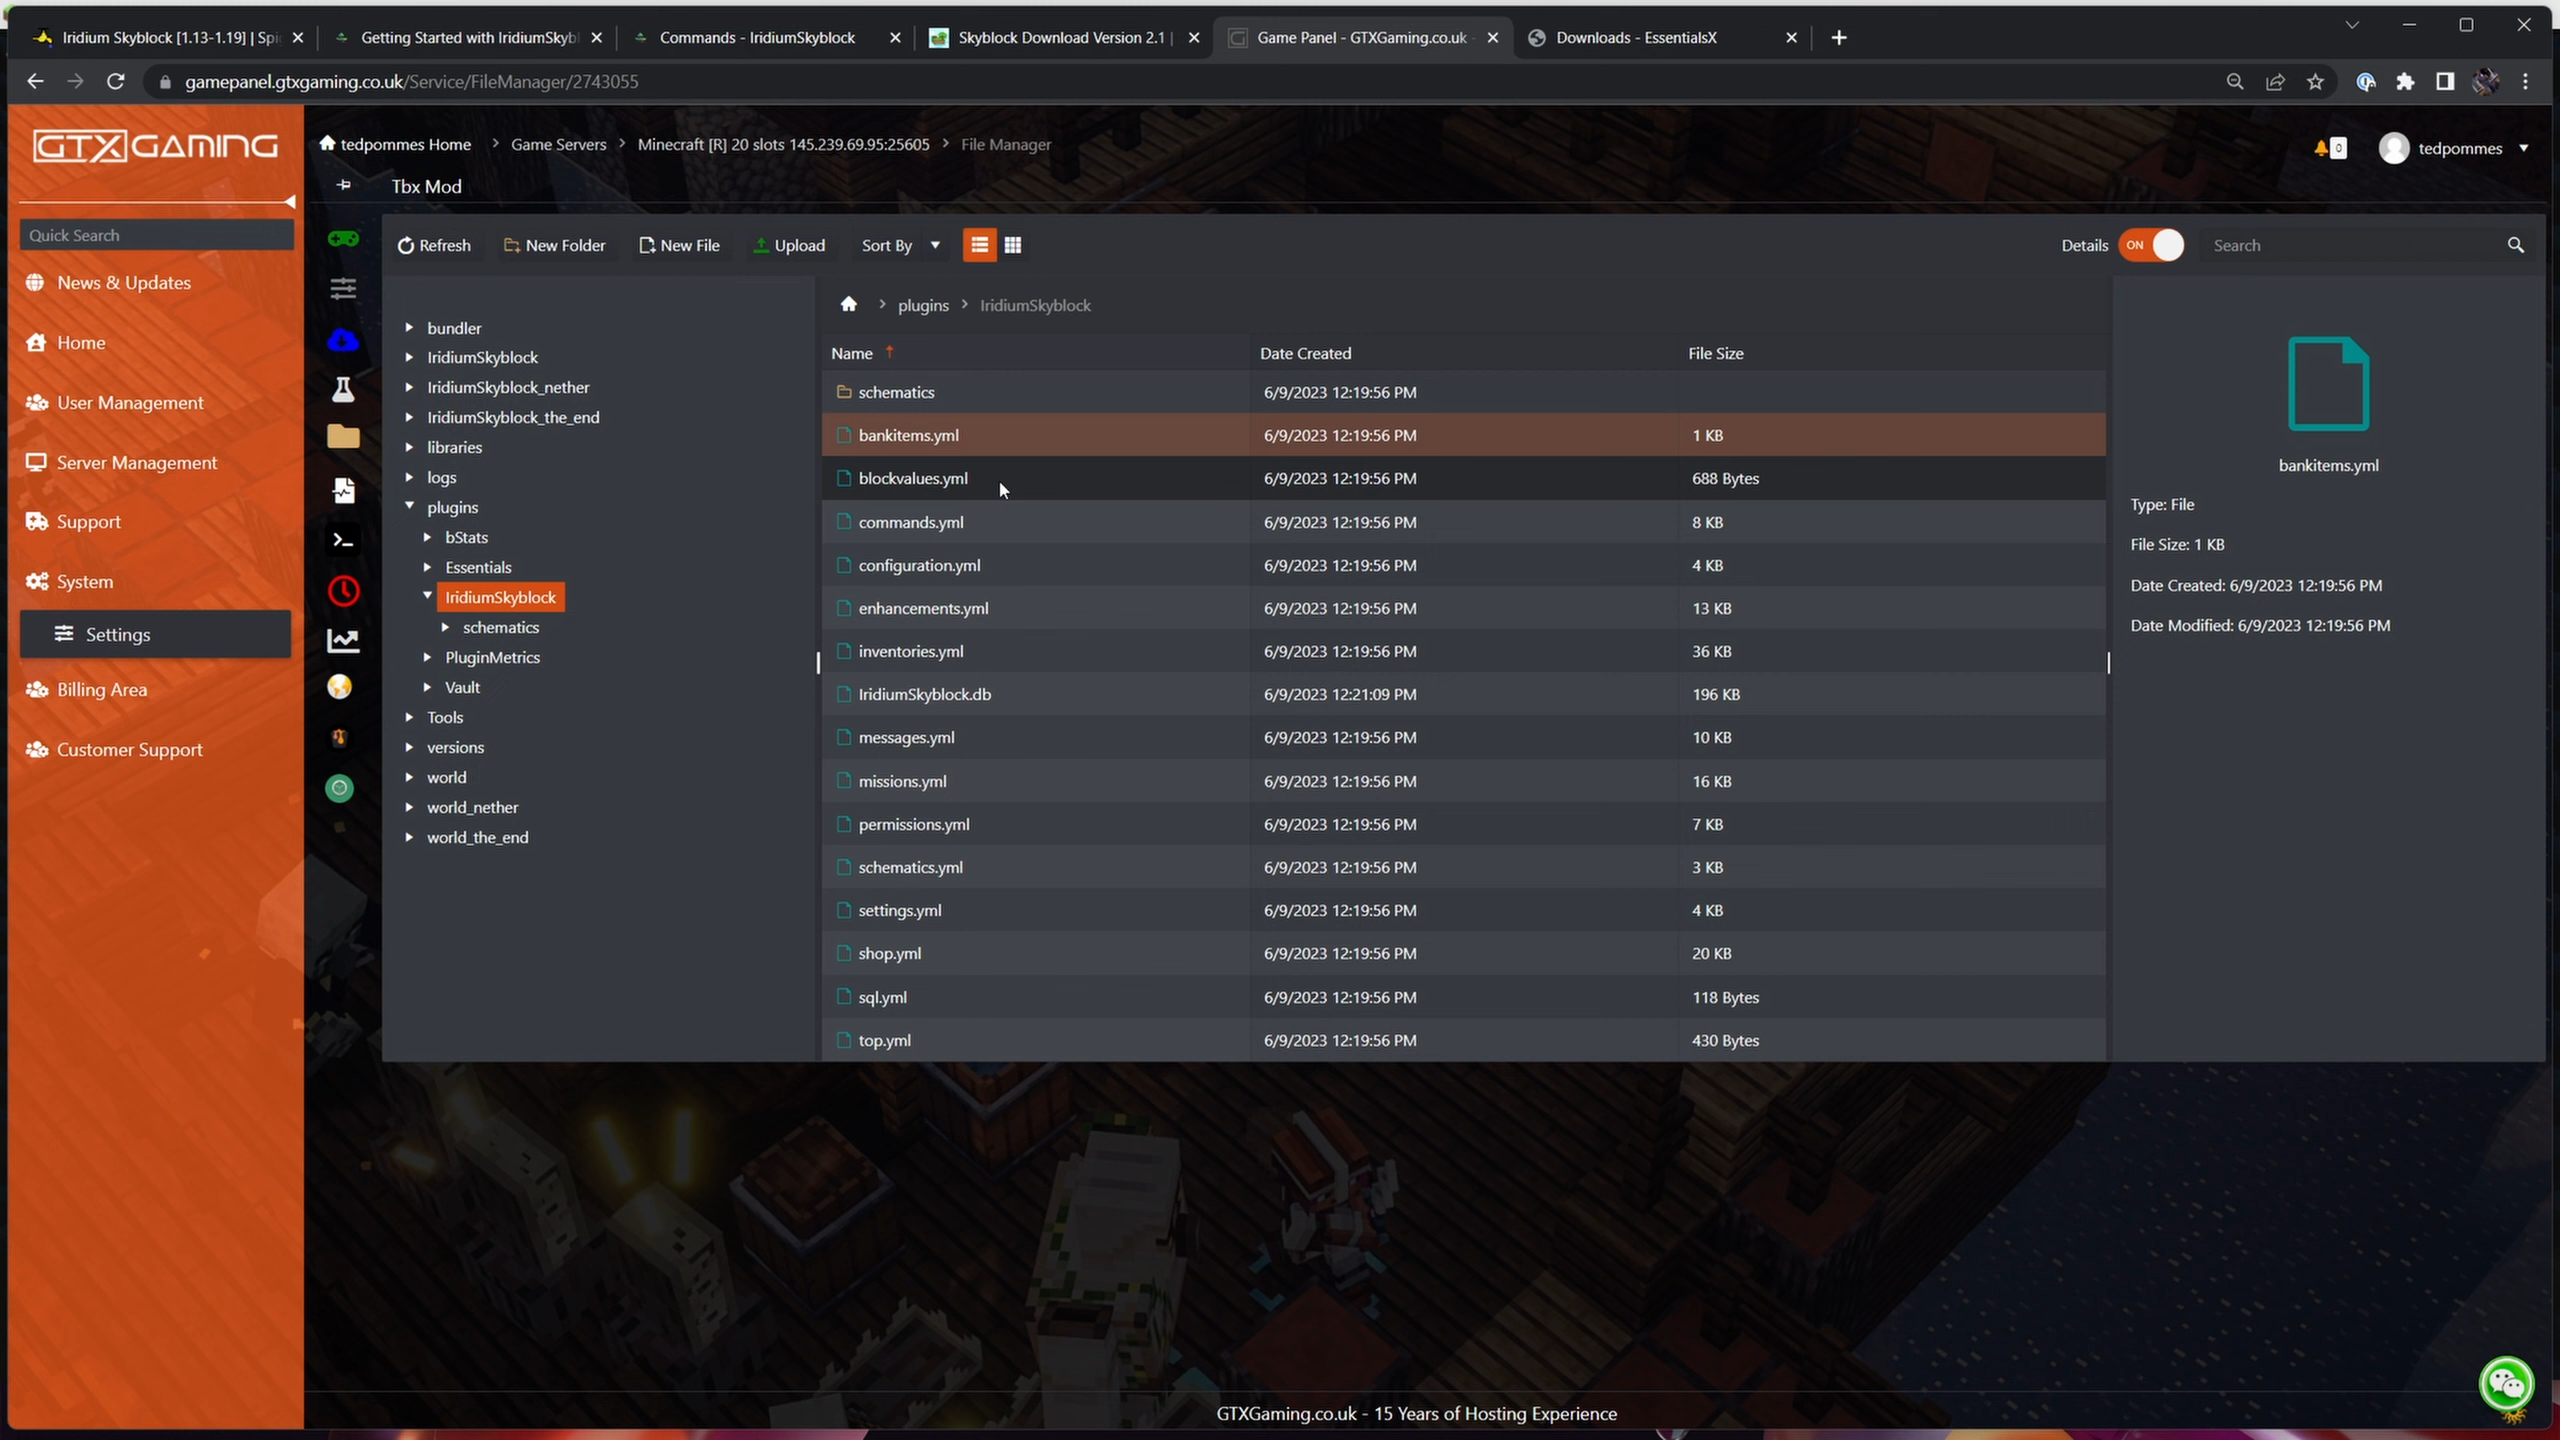 Iridium Skyblock [1.13-1.19] | Spi
Getting Started with IridiumSkybl
Commands - IridiumSkyblock
Skyblock Download Version 2.1 |
Game Panel - GTXGaming.co.uk -
Downloads - EssentialsX
gamepanel.gtxgaming.co.uk/Service/FileManager/2743055
GTXGAMING
Quick Search
News & Updates
Home
User Management
Server Management
Support
System
Settings
Billing Area
Customer Support
tedpommes Home > Game Servers > Minecraft [R] 20 slots 145.239.69.95:25605 > File Manager
0
tedpommes
Tbx Mod
Refresh
New Folder
New File
Upload
Sort By
Details
ON
Search
bundler
IridiumSkyblock
IridiumSkyblock_nether
IridiumSkyblock_the_end
libraries
logs
plugins
bStats
Essentials
IridiumSkyblock
schematics
PluginMetrics
Vault
Tools
versions
world
world_nether
world_the_end
> plugins > IridiumSkyblock
Name Date Created File Size
schematics 6/9/2023 12:19:56 PM
bankitems.yml 6/9/2023 12:19:56 PM 1 KB
blockvalues.yml 6/9/2023 12:19:56 PM 688 Bytes
commands.yml 6/9/2023 12:19:56 PM 8 KB
configuration.yml 6/9/2023 12:19:56 PM 4 KB
enhancements.yml 6/9/2023 12:19:56 PM 13 KB
inventories.yml 6/9/2023 12:19:56 PM 36 KB
IridiumSkyblock.db 6/9/2023 12:21:09 PM 196 KB
messages.yml 6/9/2023 12:19:56 PM 10 KB
missions.yml 6/9/2023 12:19:56 PM 16 KB
permissions.yml 6/9/2023 12:19:56 PM 7 KB
schematics.yml 6/9/2023 12:19:56 PM 3 KB
settings.yml 6/9/2023 12:19:56 PM 4 KB
shop.yml 6/9/2023 12:19:56 PM 20 KB
sql.yml 6/9/2023 12:19:56 PM 118 Bytes
top.yml 6/9/2023 12:19:56 PM 430 Bytes
bankitems.yml
Type: File
File Size: 1 KB
Date Created: 6/9/2023 12:19:56 PM
Date Modified: 6/9/2023 12:19:56 PM
GTXGaming.co.uk - 15 Years of Hosting Experience